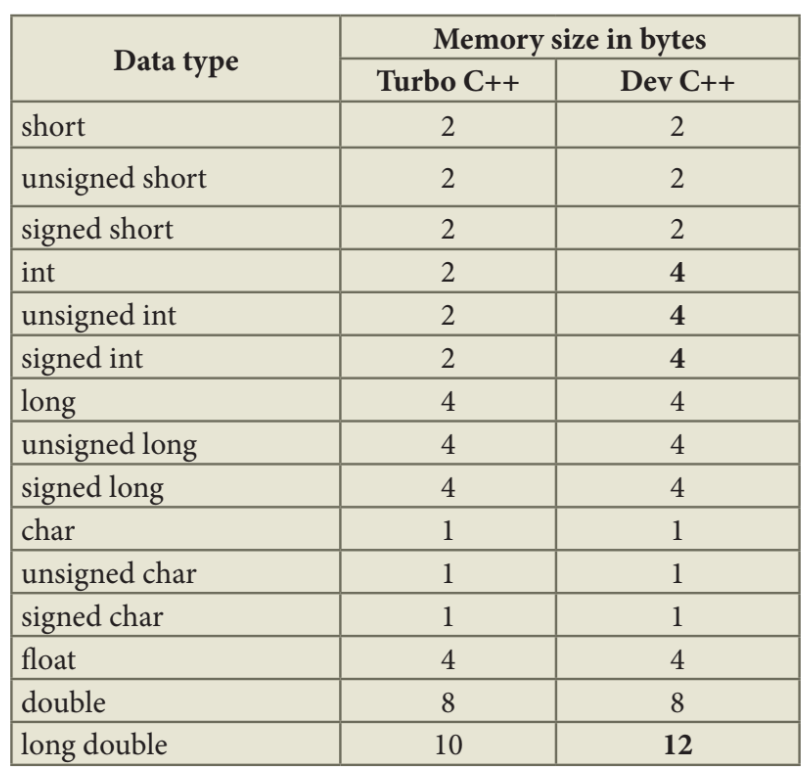 Data type Memory size in bytes
Turbo C++ Dev C++
short 2 2
unsigned short 2 2
signed short 2 2
int 2 4
unsigned int 2 4
signed int 2 4
long 4 4
unsigned long 4 4
signed long 4 4
char 1 1
unsigned char 1 1
signed char 1 1
float 4 4
double 8 8
long double 10 12